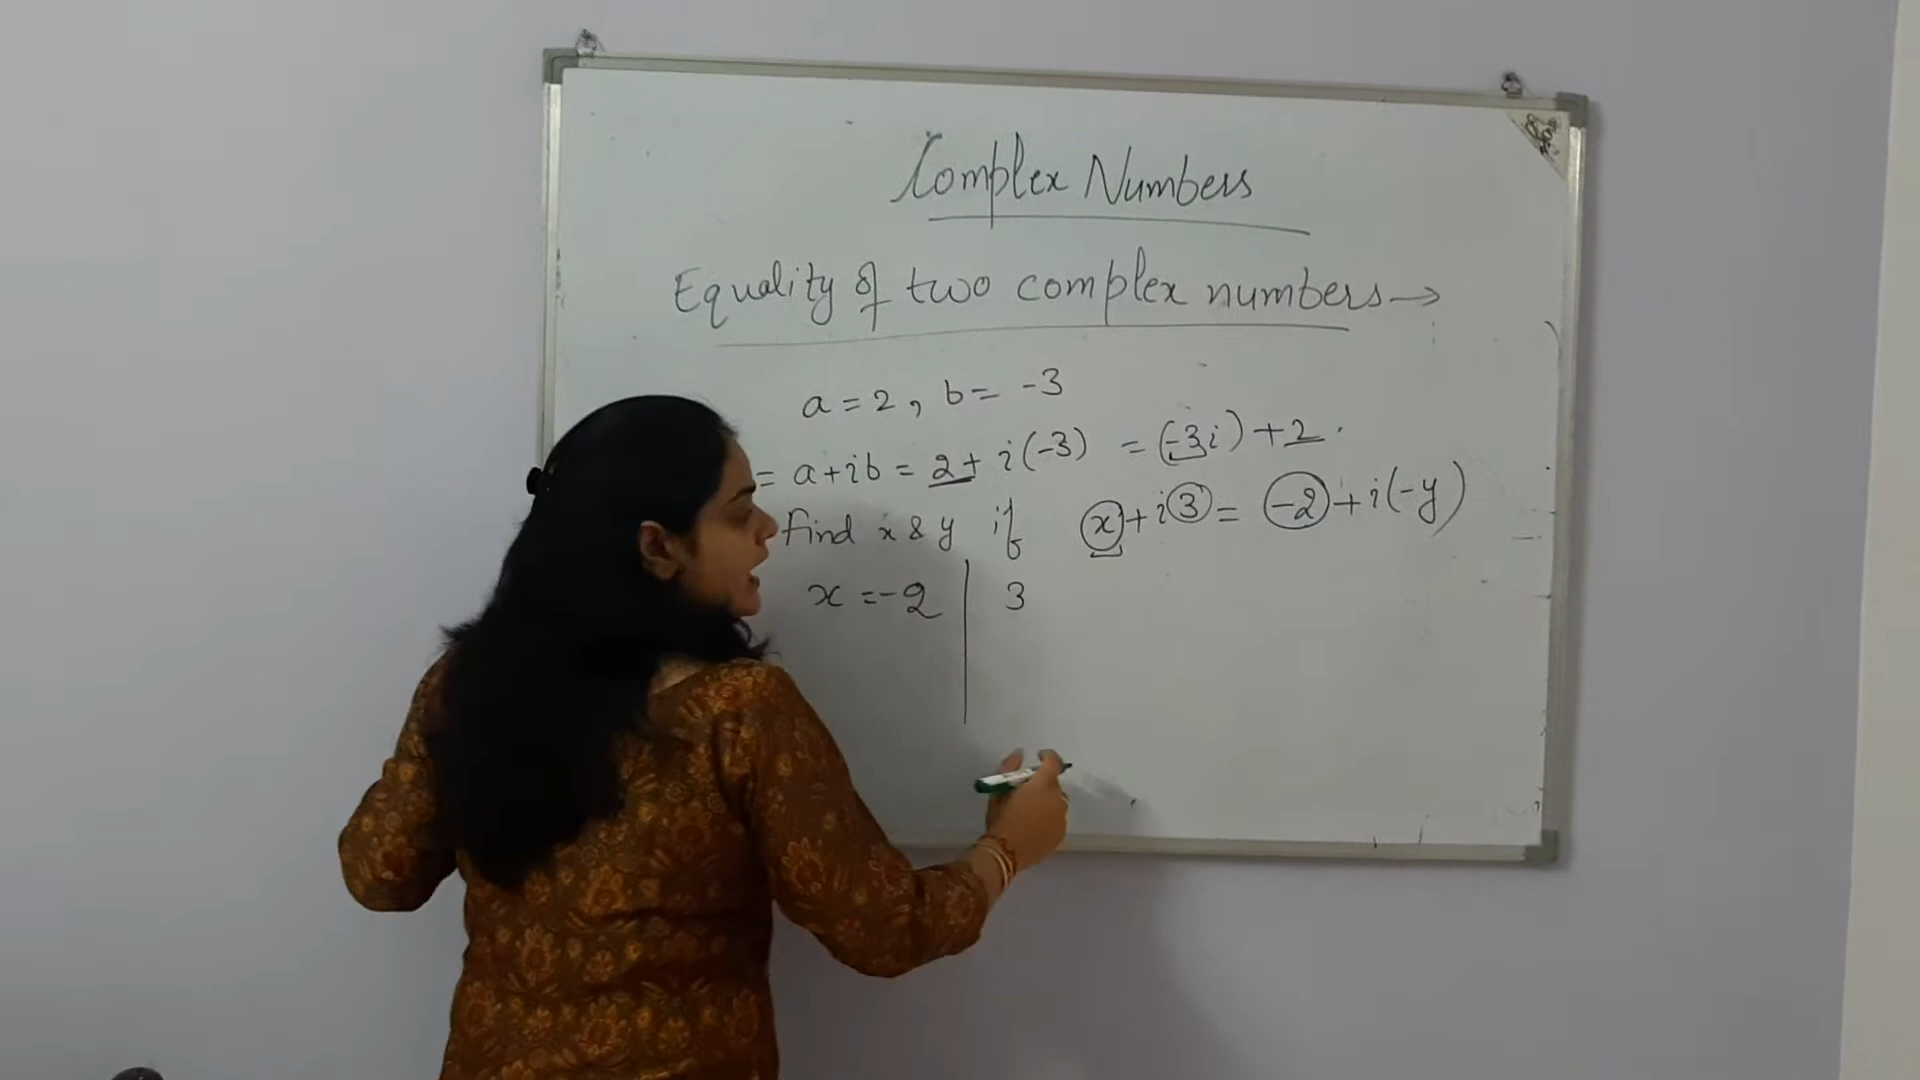 Complex Numbers
Equality of two complex numbers →
a = 2, b = -3
= a+ib = 2 + i(-3) = (-3i) + 2.
Find x & y if x + i3 = -2 + i(-y)
x = -2 | 3